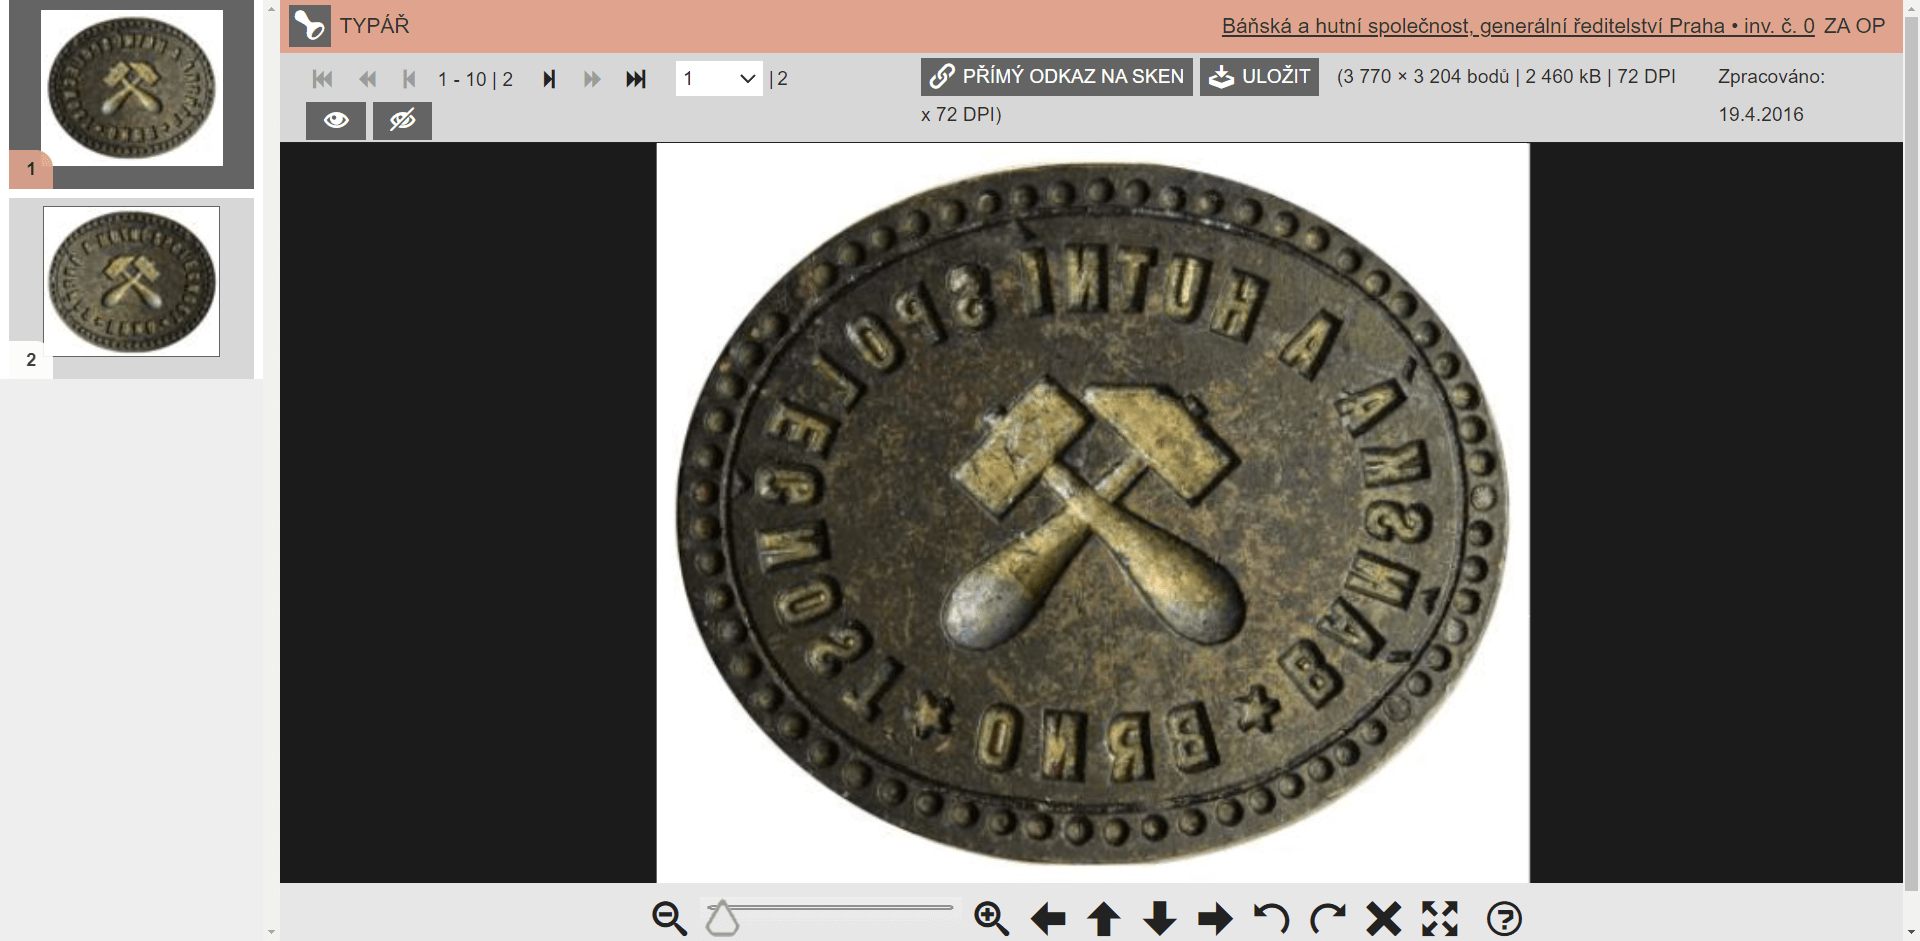 TYPÁŘ
Báňská a hutní společnost, generální ředitelství Praha • inv. č. 0 ZA OP
1 - 10 | 2
1
| 2
PŘÍMÝ ODKAZ NA SKEN
ULOŽIT
(3 770 × 3 204 bodů | 2 460 kB | 72 DPI
x 72 DPI)
Zpracováno:
19.4.2016
1
2
BÁŇSKÁ A HUTNÍ SPOLEČNOST
BRNO